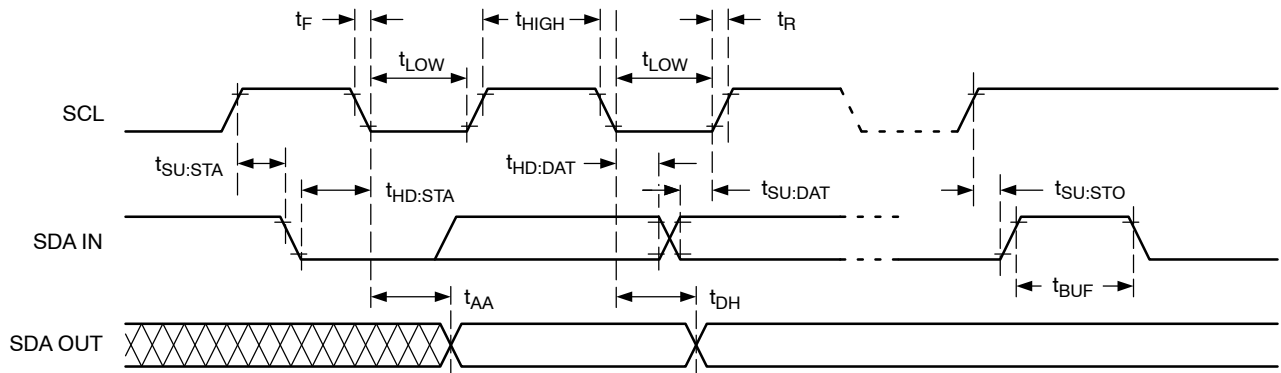 tF
tHIGH
tR
tLOW
tLOW
SCL
tSU:STA
tHD:STA
tHD:DAT
tSU:DAT
tSU:STO
SDA IN
tBUF
tAA
tDH
SDA OUT